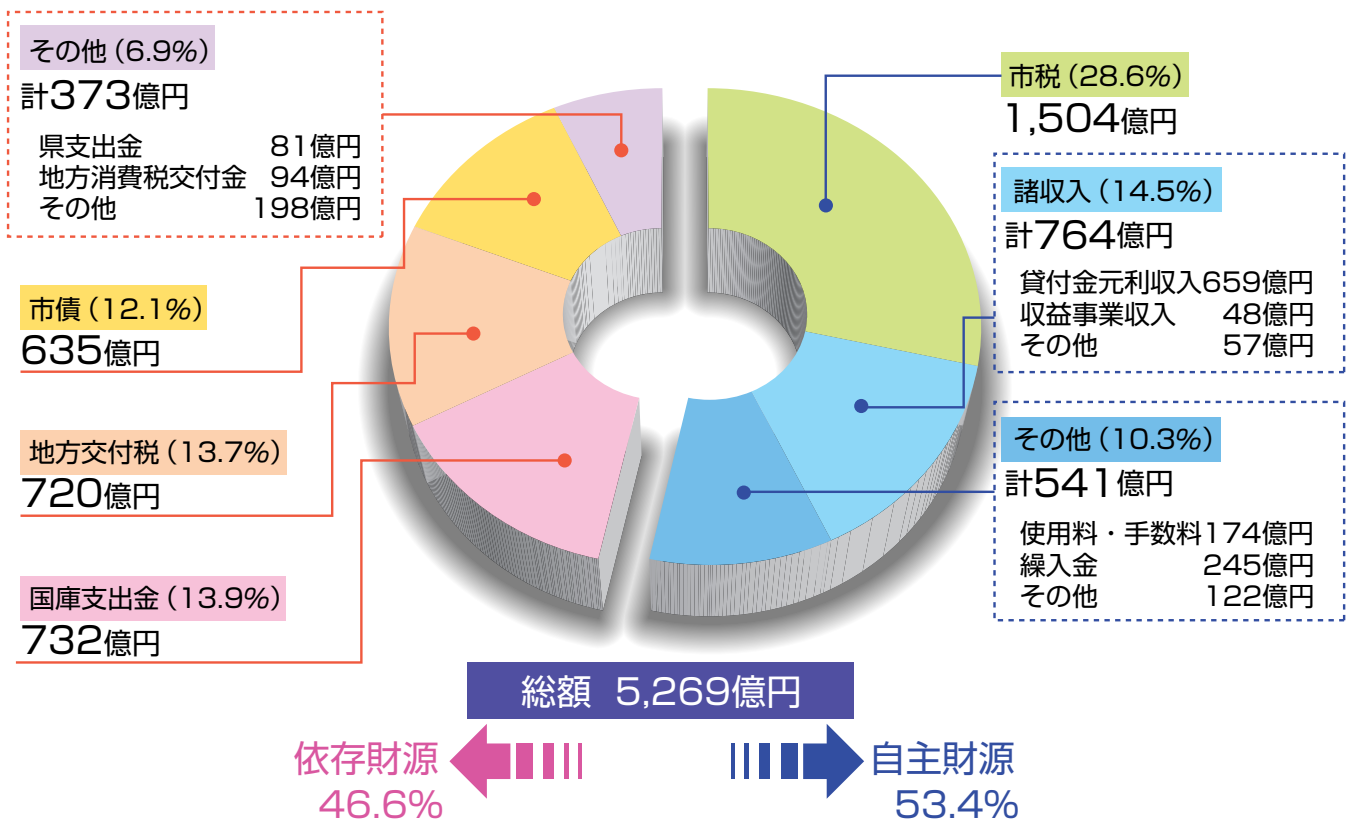 その他（6.9%）
計373億円
県支出金 81億円
地方消費税交付金 94億円
その他 198億円
市債（12.1%）
635億円
地方交付税（13.7%）
720億円
国庫支出金（13.9%）
732億円
市税（28.6%）
1,504億円
諸収入（14.5%）
計764億円
貸付金元利収入659億円
収益事業収入 48億円
その他 57億円
その他（10.3%）
計541億円
使用料・手数料174億円
繰入金 245億円
その他 122億円
総額 5,269億円
依存財源
46.6%
自主財源
53.4%